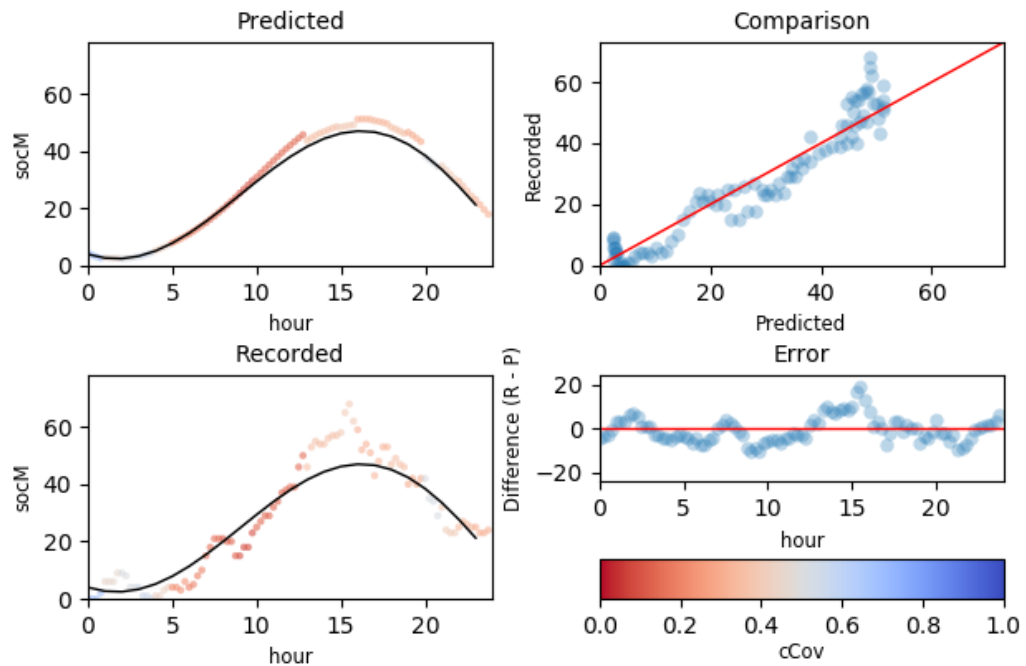 Predicted
socM
60
40
20
0
0 5 10 15 20
hour
Comparison
Recorded
60
40
20
0
0 20 40 60
Predicted
Recorded
socM
60
40
20
0
0 5 10 15 20
hour
Error
Difference (R - P)
20
0
−20
0 5 10 15 20
hour
0.0 0.2 0.4 0.6 0.8 1.0
cCov